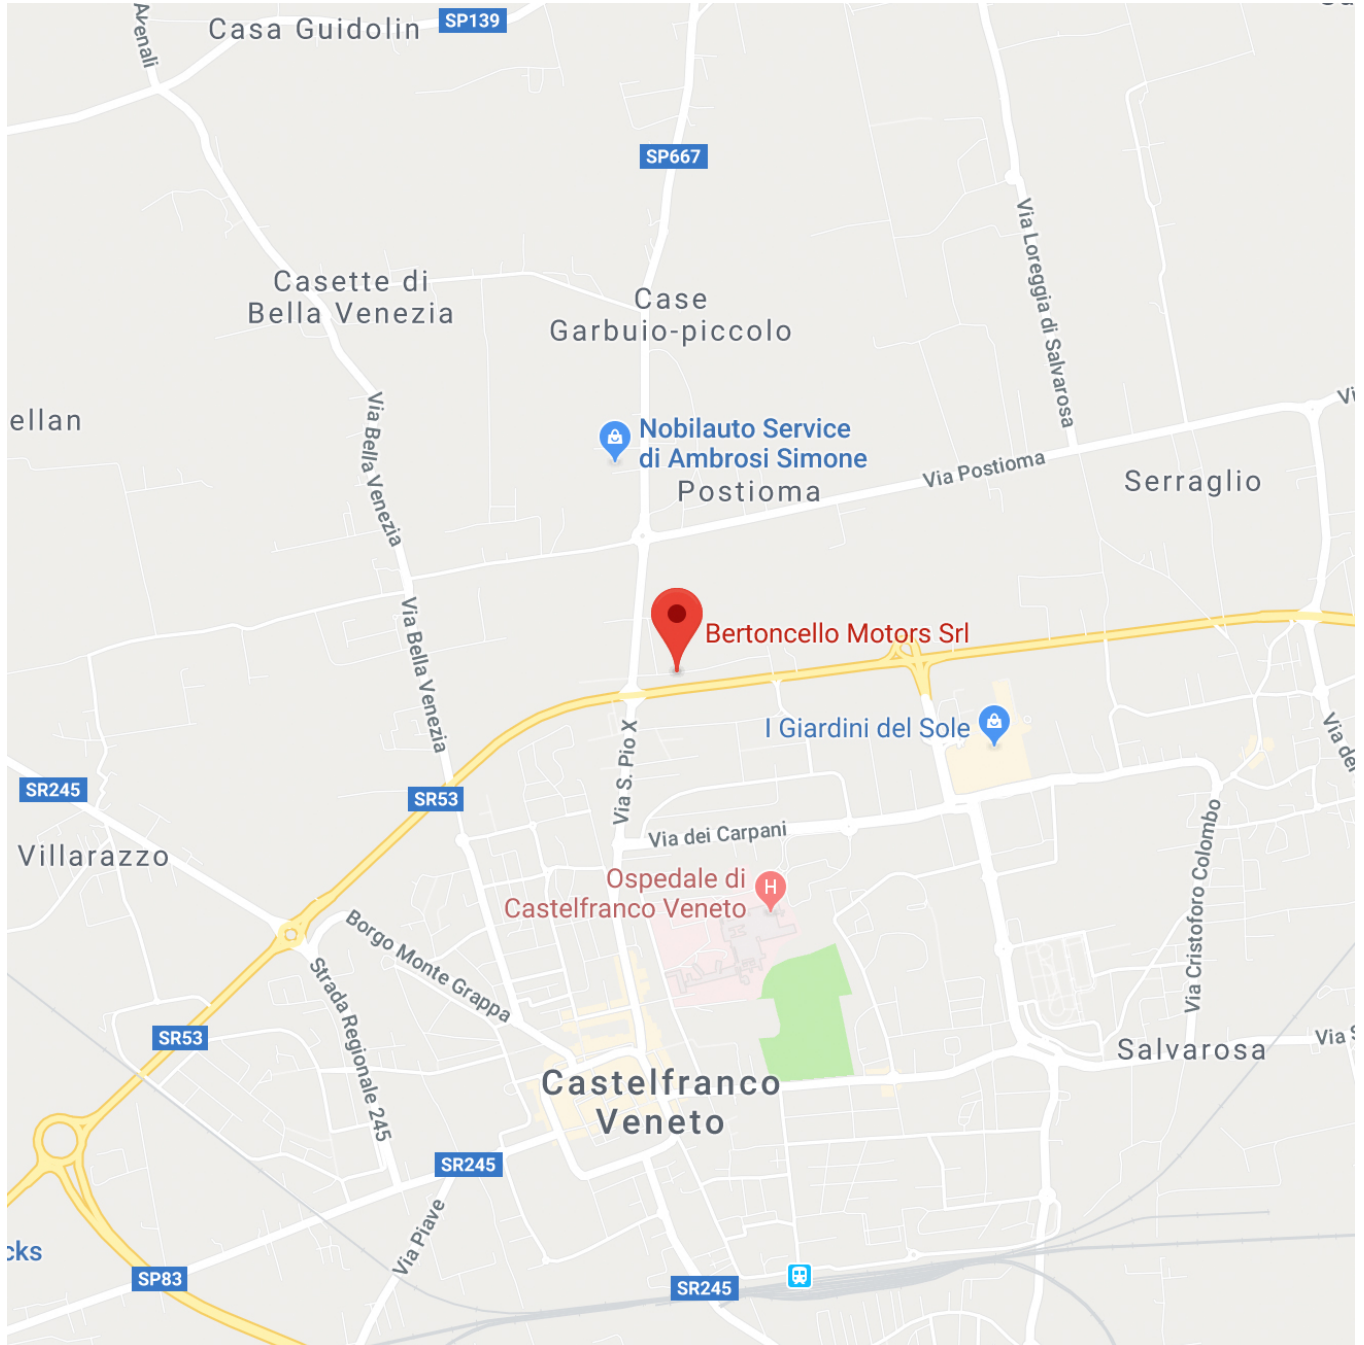 Casa Guidolin
SP139
Avenali
SP667
Via Loreggia di Salvarosa
Casette di
Bella Venezia
Case
Garbuio-piccolo
Via Bella Venezia
ellan
Nobilauto Service
di Ambrosi Simone
Postioma
Via Postioma
Serraglio
Via Bella Venezia
Bertoncello Motors Srl
I Giardini del Sole
Via S. Pio X
SR245
SR53
Villarazzo
Via dei Carpani
Via Cristoforo Colombo
Ospedale di
Castelfranco Veneto
Borgo Monte Grappa
Strada Regionale 245
SR53
Salvarosa
Castelfranco
Veneto
SR245
Via Piave
cks
SP83
SR245
H